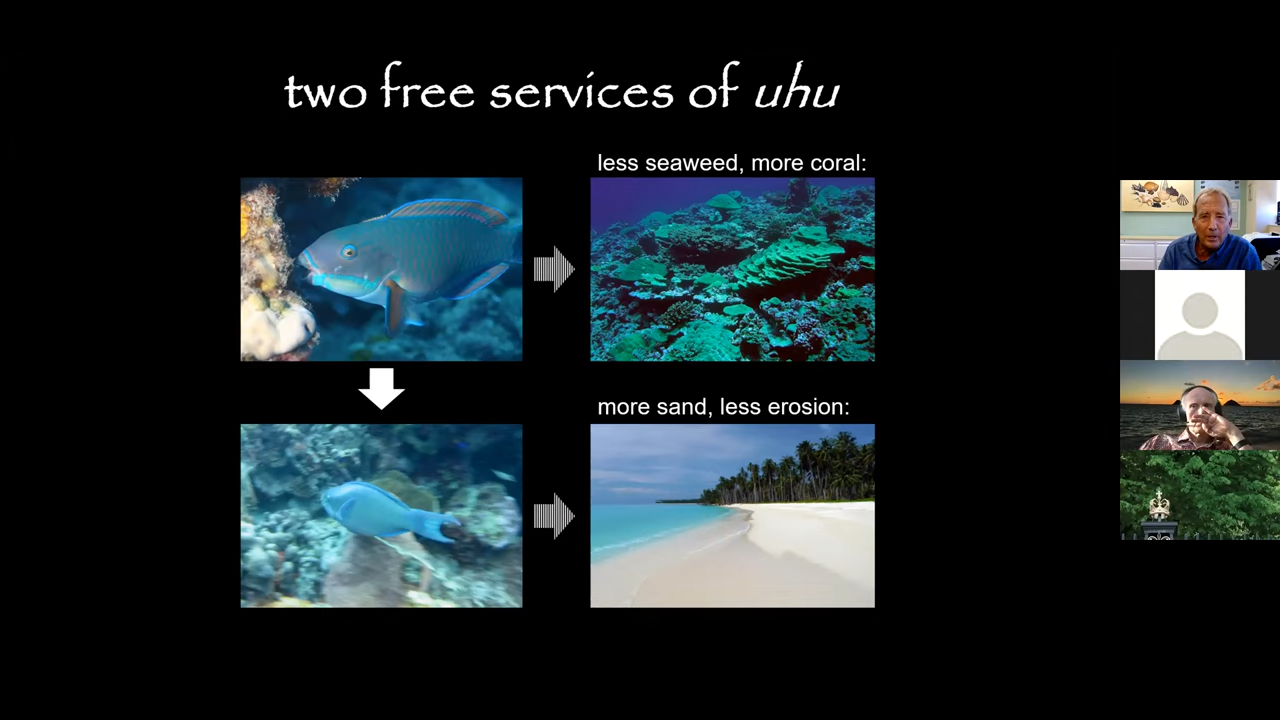 two free services of uhu
less seaweed, more coral:
more sand, less erosion: